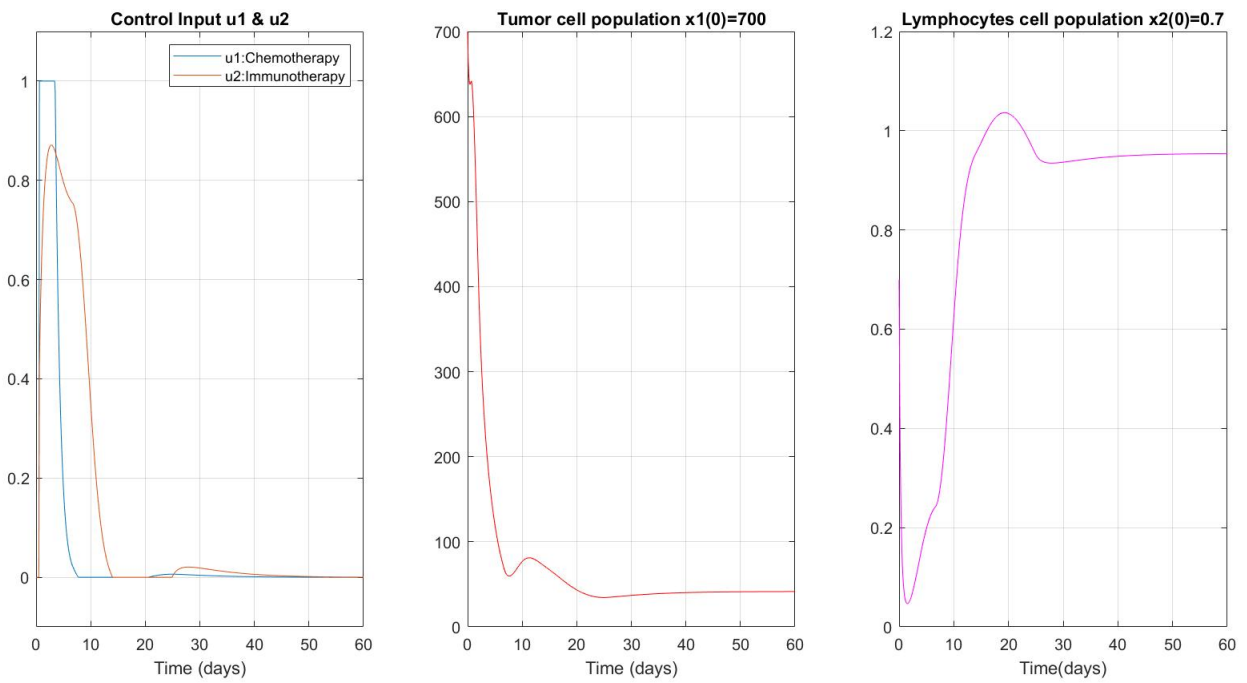 Control Input u1 & u2
u1:Chemotherapy
u2:Immunotherapy
1
0.8
0.6
0.4
0.2
0
0 10 20 30 40 50 60
Time (days)
Tumor cell population x1(0)=700
700
600
500
400
300
200
100
0
0 10 20 30 40 50 60
Time (days)
Lymphocytes cell population x2(0)=0.7
1.2
1
0.8
0.6
0.4
0.2
0
0 10 20 30 40 50 60
Time(days)